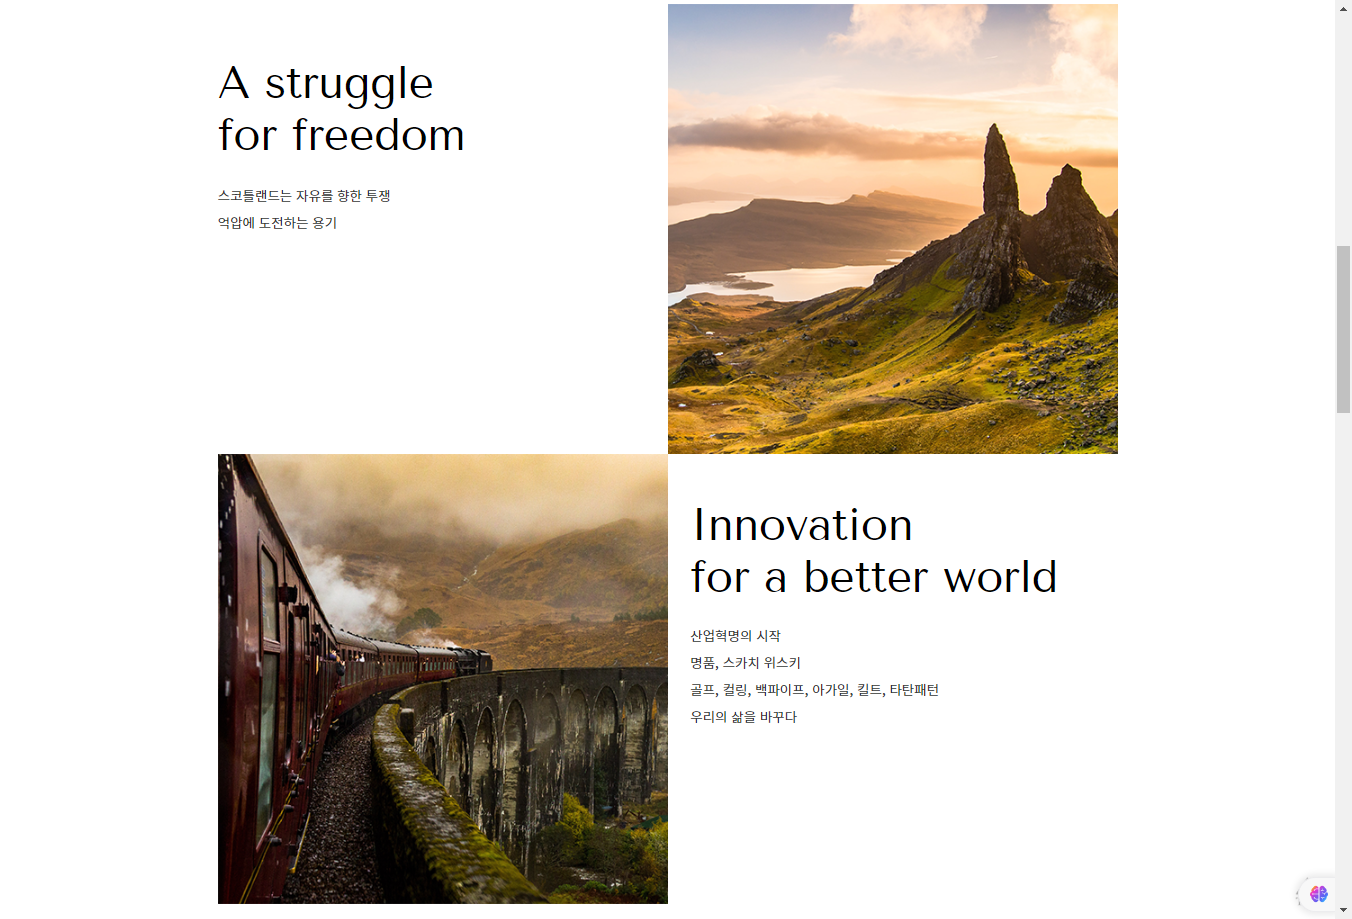 A struggle
for freedom
스코틀랜드는 자유를 향한 투쟁
억압에 도전하는 용기
Innovation
for a better world
산업혁명의 시작
명품, 스카치 위스키
골프, 컬링, 백파이프, 아가일, 킬트, 타탄패턴
우리의 삶을 바꾸다